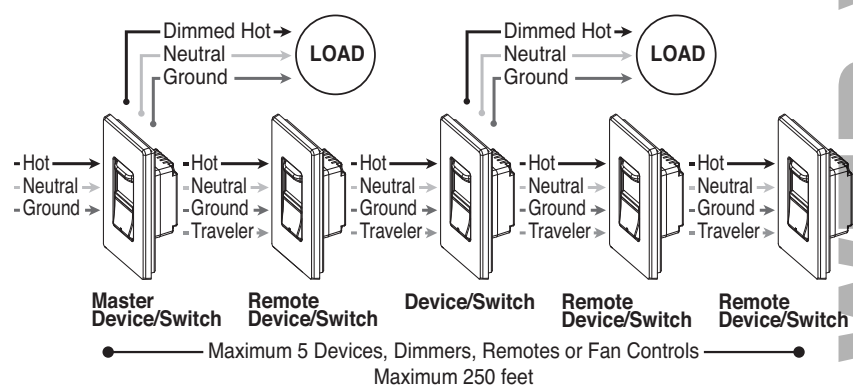 Dimmed Hot
Neutral
Ground
LOAD
Dimmed Hot
Neutral
Ground
LOAD
Hot
Neutral
Ground
Hot
Neutral
Ground
Traveler
Hot
Neutral
Ground
Traveler
Hot
Neutral
Ground
Traveler
Hot
Neutral
Ground
Traveler
Master
Device/Switch
Remote
Device/Switch
Device/Switch
Remote
Device/Switch
Remote
Device/Switch
Maximum 5 Devices, Dimmers, Remotes or Fan Controls
Maximum 250 feet